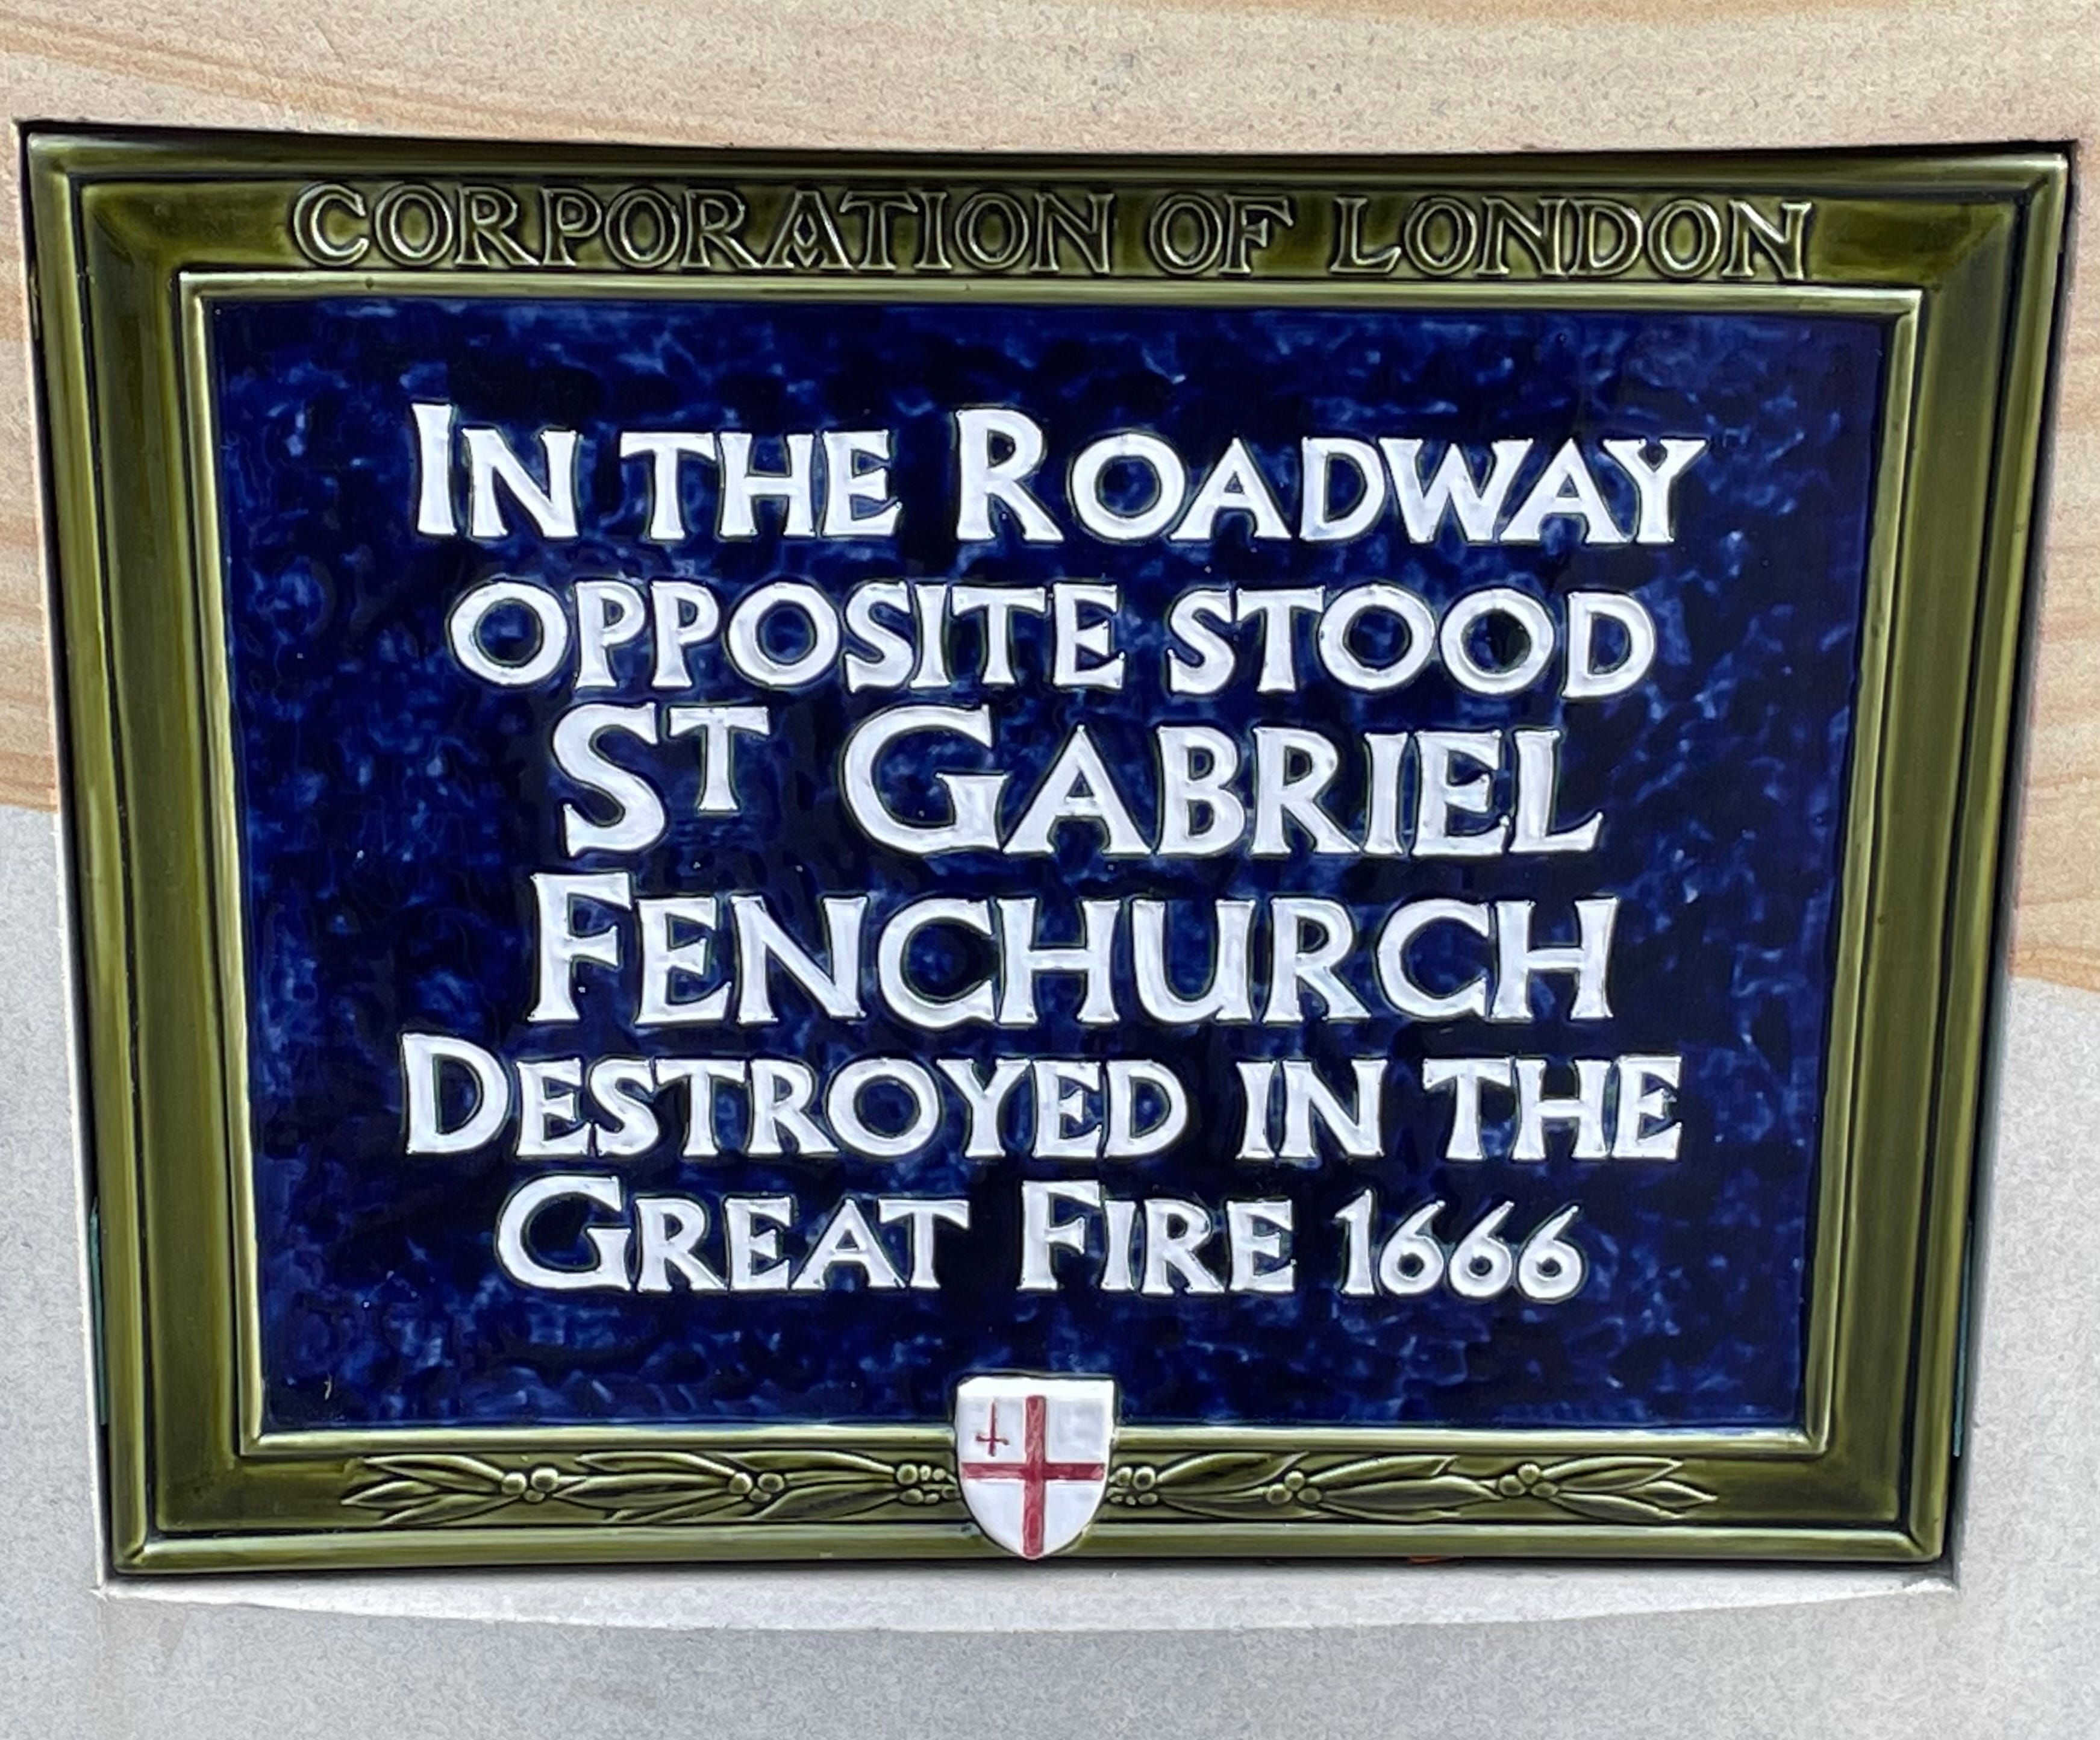 CORPORATION OF LONDON
IN THE ROADWAY
OPPOSITE STOOD
ST GABRIEL
FENCHURCH
DESTROYED IN THE
GREAT FIRE 1666